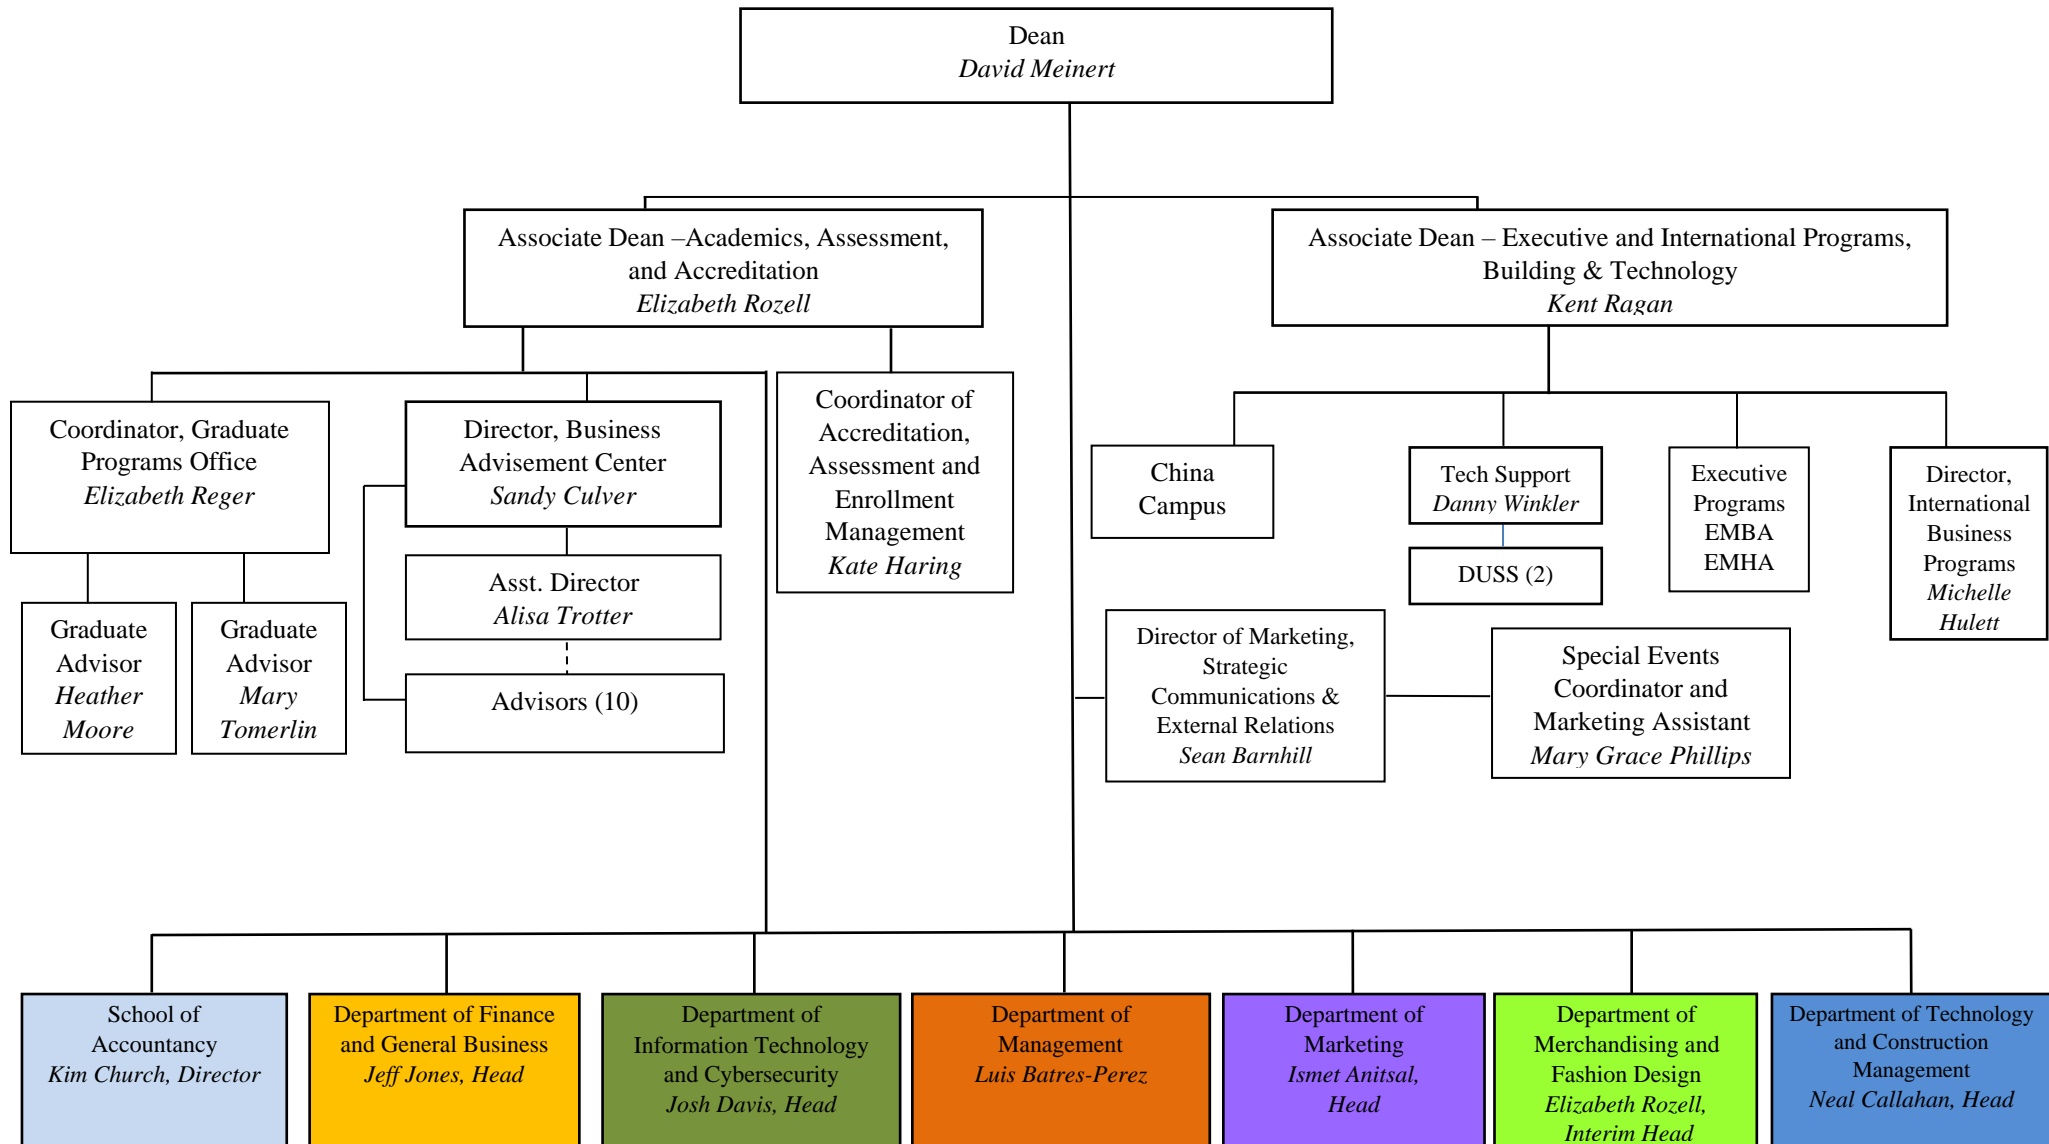 Dean
David Meinert
Associate Dean –Academics, Assessment,
and Accreditation
Elizabeth Rozell
Associate Dean – Executive and International Programs,
Building & Technology
Kent Ragan
Coordinator, Graduate
Programs Office
Elizabeth Reger
Director, Business
Advisement Center
Sandy Culver
Coordinator of
Accreditation,
Assessment and
Enrollment
Management
Kate Haring
China
Campus
Tech Support
Danny Winkler
Executive
Programs
EMBA
EMHA
Director,
International
Business
Programs
Michelle
Hulett
DUSS (2)
Asst. Director
Alisa Trotter
Graduate
Advisor
Heather
Moore
Graduate
Advisor
Mary
Tomerlin
Advisors (10)
Director of Marketing,
Strategic
Communications &
External Relations
Sean Barnhill
Special Events
Coordinator and
Marketing Assistant
Mary Grace Phillips
School of
Accountancy
Kim Church, Director
Department of Finance
and General Business
Jeff Jones, Head
Department of
Information Technology
and Cybersecurity
Josh Davis, Head
Department of
Management
Luis Batres-Perez
Department of
Marketing
Ismet Anitsal,
Head
Department of
Merchandising and
Fashion Design
Elizabeth Rozell,
Interim Head
Department of Technology
and Construction
Management
Neal Callahan, Head